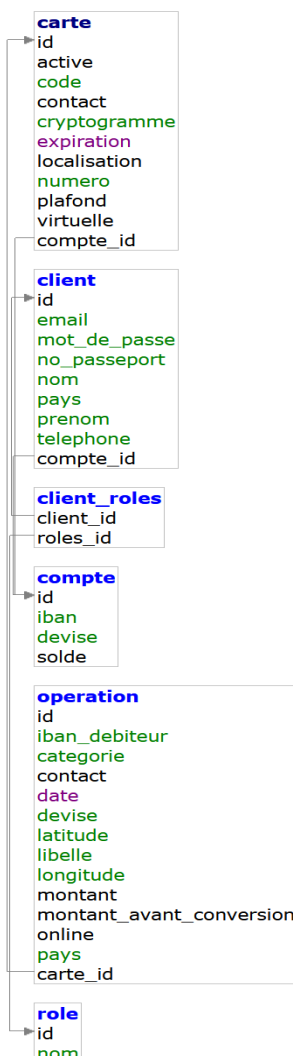 carte
id
active
code
contact
cryptogramme
expiration
localisation
numero
plafond
virtuelle
compte_id
client
id
email
mot_de_passe
no_passeport
nom
pays
prenom
telephone
compte_id
client_roles
client_id
roles_id
compte
id
iban
devise
solde
operation
id
iban_debiteur
categorie
contact
date
devise
latitude
libelle
longitude
montant
montant_avant_conversion
online
pays
carte_id
role
id
nom